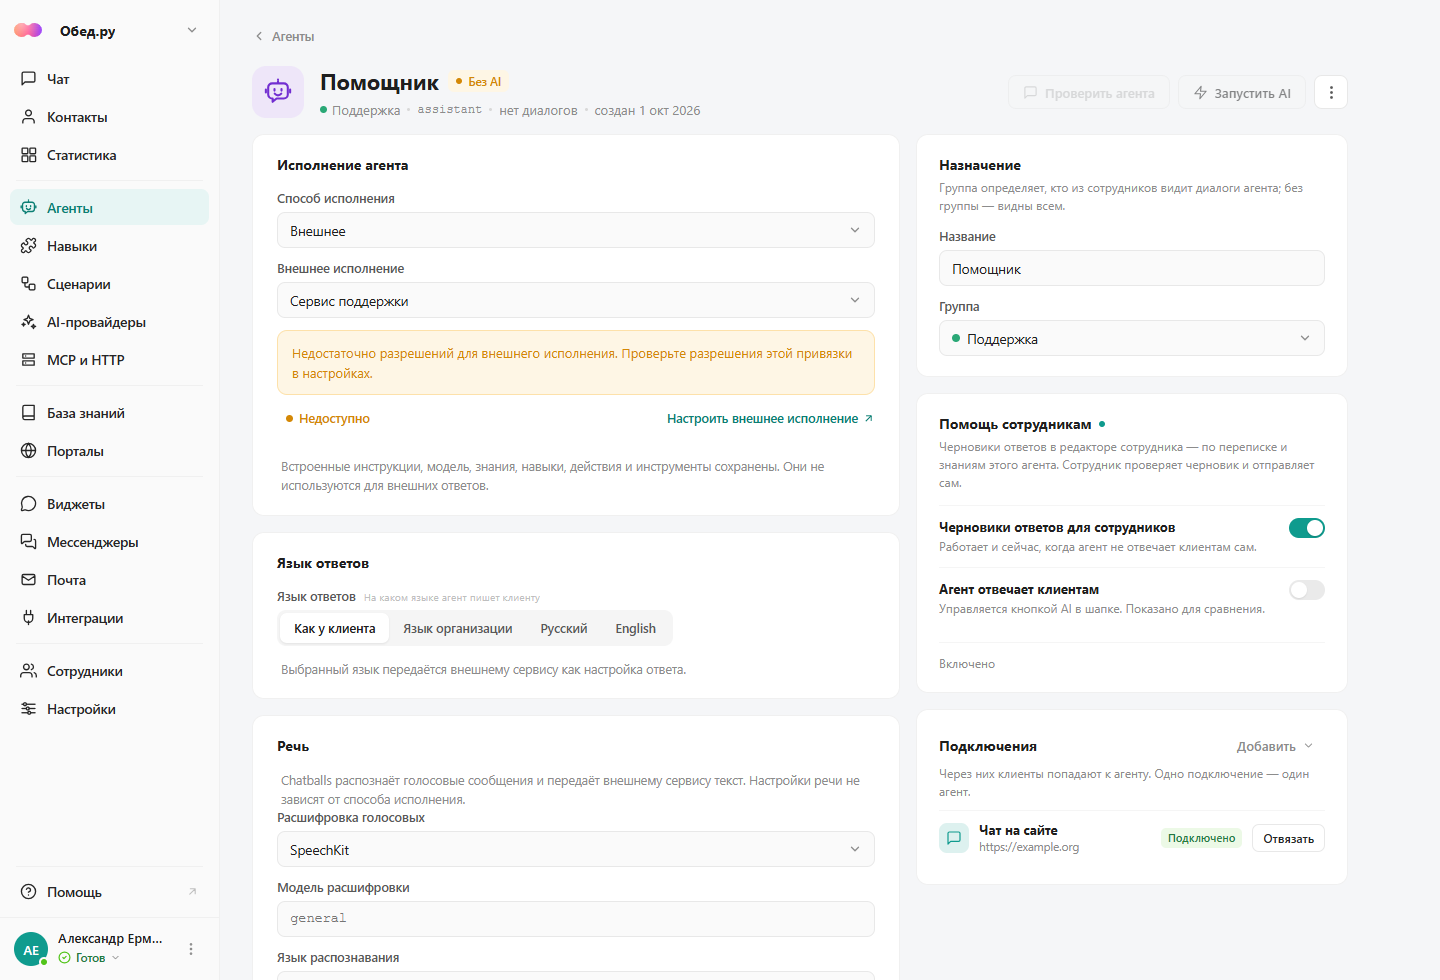 Обед.ру
Чат
Контакты
Статистика
Агенты
Навыки
Сценарии
AI-провайдеры
MCP и HTTP
База знаний
Порталы
Виджеты
Мессенджеры
Почта
Интеграции
Сотрудники
Настройки
Помощь
AE
Александр Ерм...
Готов
Агенты
Помощник
Без AI
Поддержка • assistant • нет диалогов • создан 1 окт 2026
Проверить агента
Запустить AI
Исполнение агента
Способ исполнения
Внешнее
Внешнее исполнение
Сервис поддержки
Недостаточно разрешений для внешнего исполнения. Проверьте разрешения этой привязки
в настройках.
Недоступно
Настроить внешнее исполнение
Встроенные инструкции, модель, знания, навыки, действия и инструменты сохранены. Они не
используются для внешних ответов.
Язык ответов
Язык ответов На каком языке агент пишет клиенту
Как у клиента Язык организации Русский English
Выбранный язык передаётся внешнему сервису как настройка ответа.
Речь
Chatballs распознаёт голосовые сообщения и передаёт внешнему сервису текст. Настройки речи не
зависят от способа исполнения.
Расшифровка голосовых
SpeechKit
Модель расшифровки
general
Язык распознавания
Назначение
Группа определяет, кто из сотрудников видит диалоги агента; без
группы — видны всем.
Название
Помощник
Группа
Поддержка
Помощь сотрудникам
Черновики ответов в редакторе сотрудника — по переписке и
знаниям этого агента. Сотрудник проверяет черновик и отправляет
сам.
Черновики ответов для сотрудников
Работает и сейчас, когда агент не отвечает клиентам сам.
Агент отвечает клиентам
Управляется кнопкой AI в шапке. Показано для сравнения.
Включено
Подключения
Добавить
Через них клиенты попадают к агенту. Одно подключение — один
агент.
Чат на сайте
https://example.org
Подключено
Отвязать